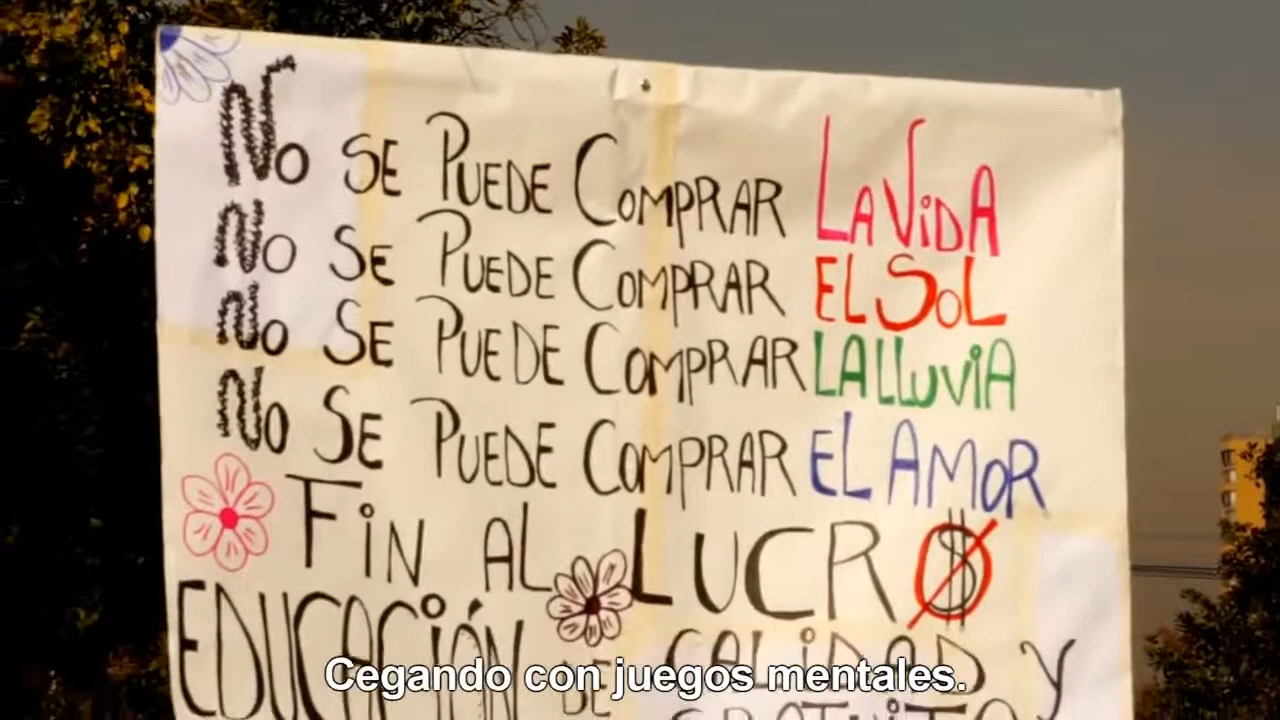 No SE PUEDE COMPRAR LA ViDA
No SE PUEDE COMPRAR EL SoL
No SE PUEDE COMPRAR LA LLuViA
No SE PUEDE COMPRAR EL AMoR
FiN AL LUCRO
EDUCACiÓN DE CALiDAD Y
GRATUiTA
Cegando con juegos mentales.